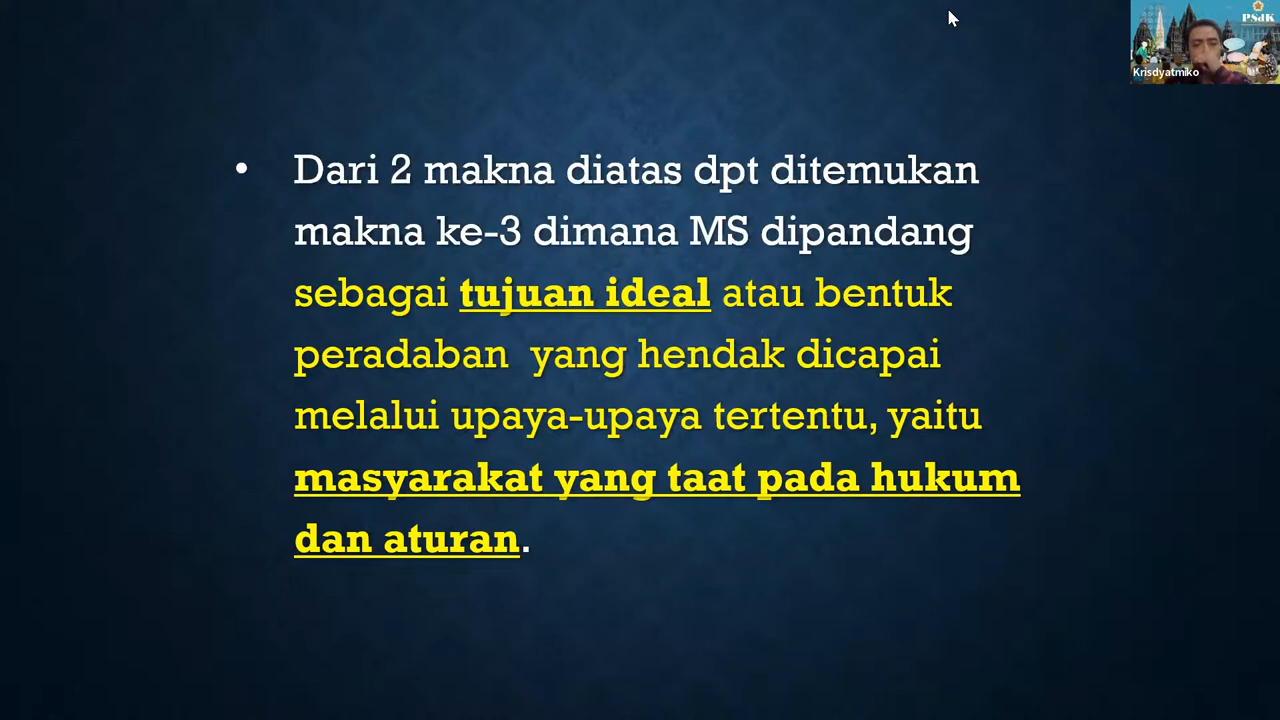 PSdK
Krisdyatmiko
• Dari 2 makna diatas dpt ditemukan
makna ke-3 dimana MS dipandang
sebagai tujuan ideal atau bentuk
peradaban yang hendak dicapai
melalui upaya-upaya tertentu, yaitu
masyarakat yang taat pada hukum
dan aturan.